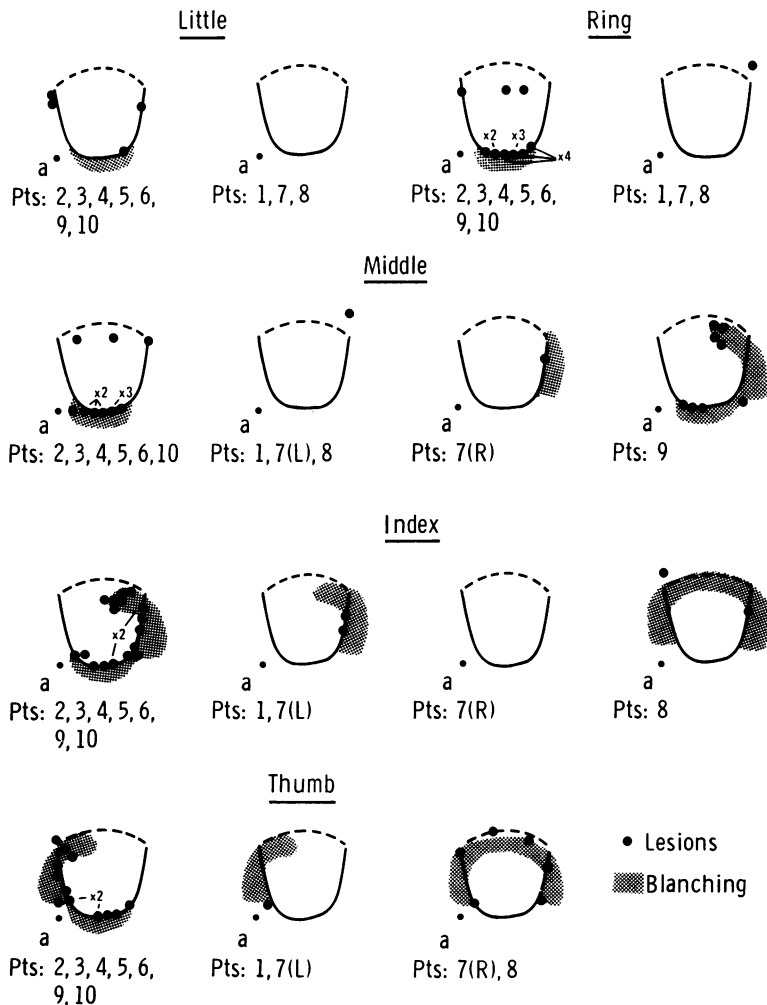 Little
Ring
x2 x3
x4
a a a a
Pts: 2, 3, 4, 5, 6,
9, 10
Pts: 1, 7, 8
Pts: 2, 3, 4, 5, 6,
9, 10
Pts: 1, 7, 8
Middle
x2 x3
a a a a
Pts: 2, 3, 4, 5, 6, 10
Pts: 1, 7(L), 8
Pts: 7(R)
Pts: 9
Index
x2
a a a a
Pts: 2, 3, 4, 5, 6,
9, 10
Pts: 1, 7(L)
Pts: 7(R)
Pts: 8
Thumb
x2
a a a
Pts: 2, 3, 4, 5, 6,
9, 10
Pts: 1, 7(L)
Pts: 7(R), 8
Lesions
Blanching